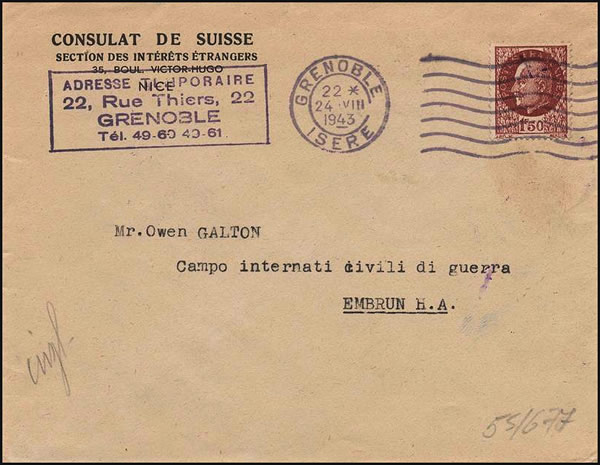 CONSULAT DE SUISSE
SECTION DES INTÉRÊTS ÉTRANGERS
35, BOUL. VICTOR-HUGO
NICE
ADRESSE TEMPORAIRE
22, Rue Thiers, 22
GRENOBLE
Tél. 49-60 49-61
GRENOBLE
22 *
24 VIII
1943
ISERE
1F50
Mr.Owen GALTON
Campo internati civili di guerra
EMBRUN H.A.
55/677